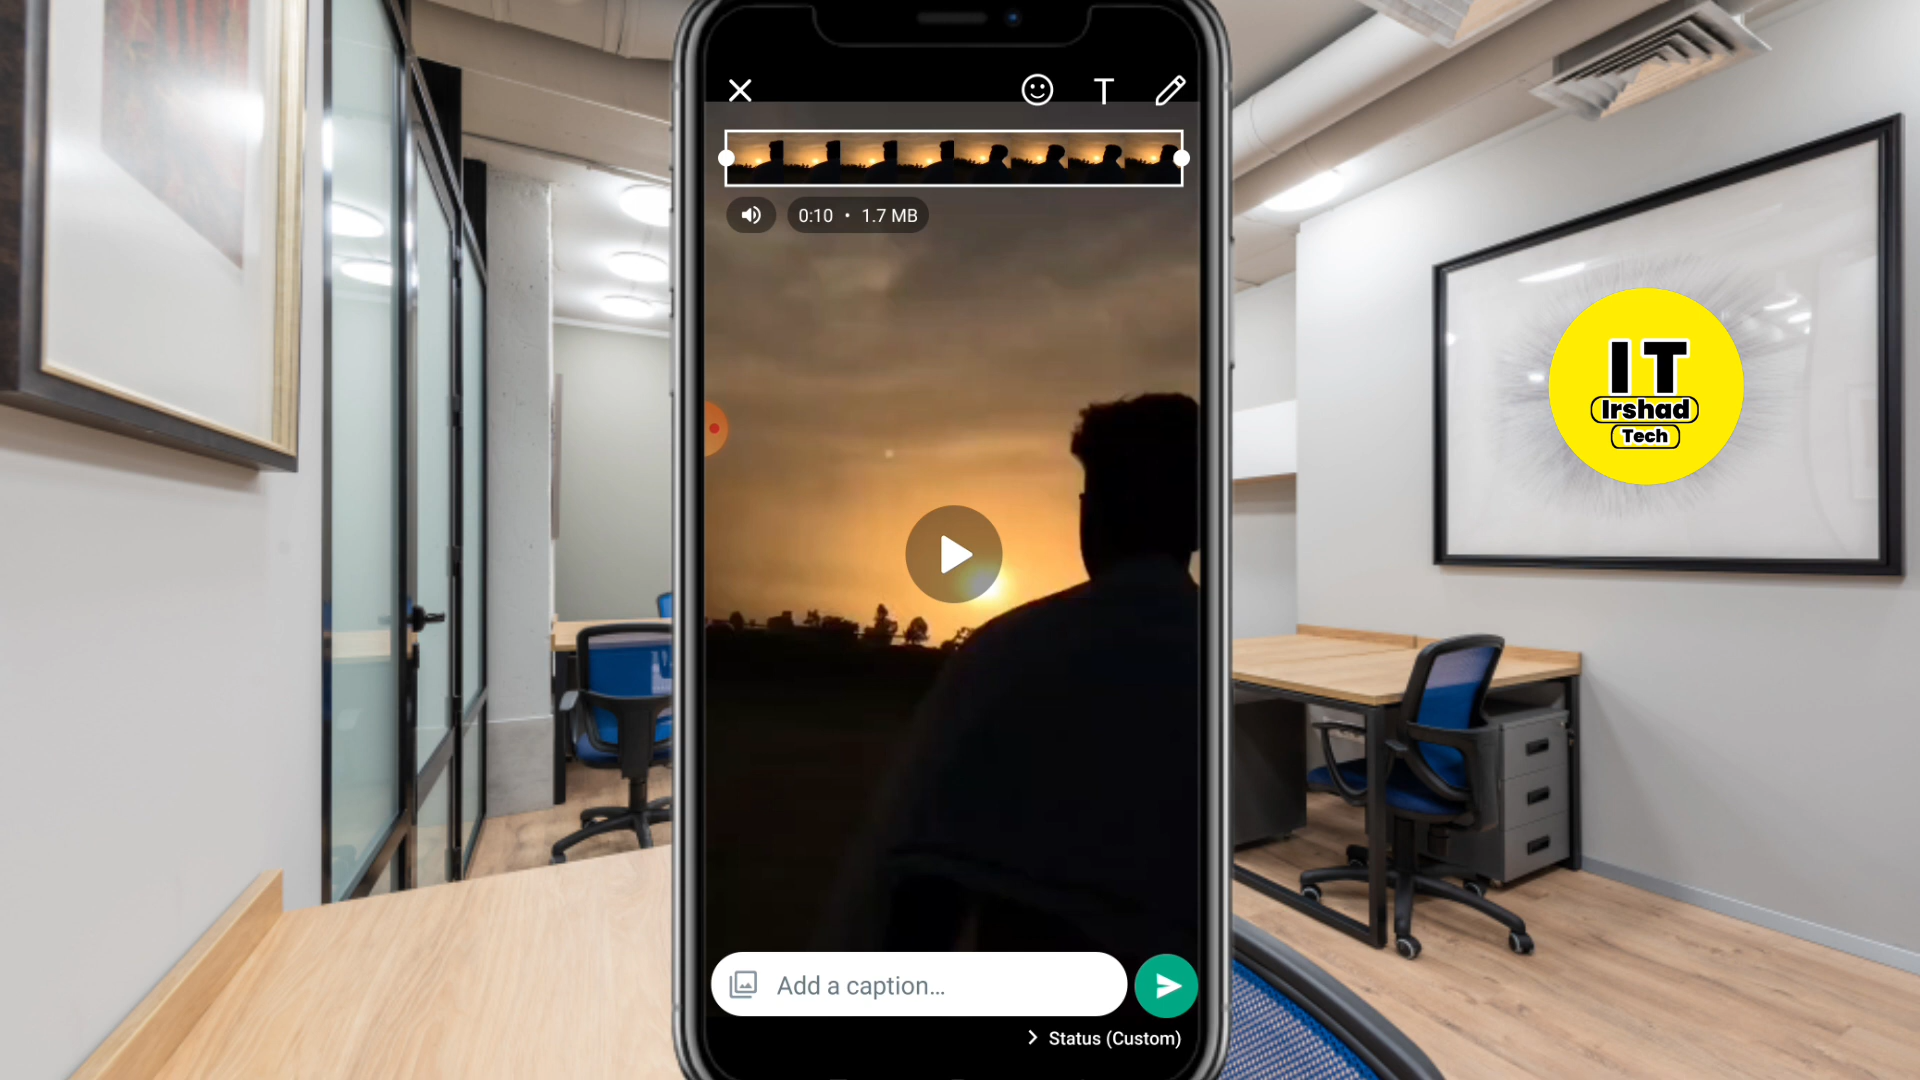 T
0:10 • 1.7 MB
IT
Irshad
Tech
Add a caption...
Status (Custom)